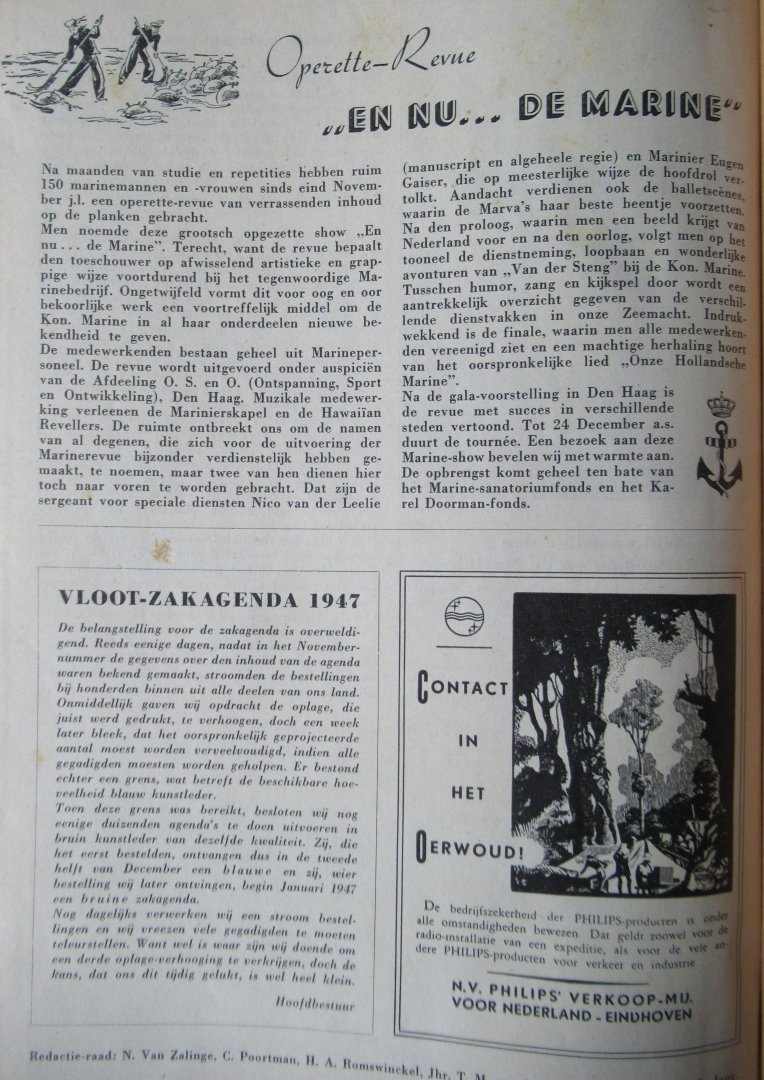 Operette-Revue
„EN NU... DE MARINE”
Na maanden van studie en repetities hebben ruim
150 marinemannen en -vrouwen sinds eind Novem-
ber j.l. een operette-revue van verrassenden inhoud
op de planken gebracht.
Men noemde deze grootsch opgezette show „En
nu ... de Marine”. Terecht, want de revue bepaalt
den toeschouwer op afwisselend artistieke en grap-
pige wijze voortdurend bij het tegenwoordige Ma-
rinebedrijf. Ongetwijfeld vormt dit voor oog en oor
bekoorlijke werk een voortreffelijk middel om de
Kon. Marine in al haar onderdeelen nieuwe be-
kendheid te geven.
De medewerkenden bestaan geheel uit Marineper-
soneel. De revue wordt uitgevoerd onder auspiciën
van de Afdeeling O. S. en O. (Ontspanning, Sport
en Ontwikkeling), Den Haag. Muzikale medewer-
king verleenen de Marinierskapel en de Hawaiïan
Revellers. De ruimte ontbreekt ons om de namen
van al degenen, die zich voor de uitvoering der
Marinerevue bijzonder verdienstelijk hebben ge-
maakt, te noemen, maar twee van hen dienen hier
toch naar voren te worden gebracht. Dat zijn de
sergeant voor speciale diensten Nico van der Leelie
(manuscript en algeheele regie) en Marinier Eugen
Gaiser, die op meesterlijke wijze de hoofdrol ver-
tolkt. Aandacht verdienen ook de balletscènes,
waarin de Marva's haar beste beentje voorzetten.
Na den proloog, waarin men een beeld krijgt van
Nederland voor en na den oorlog, volgt men op het
tooneel de dienstneming, loopbaan en wonderlijke
avonturen van „Van der Steng” bij de Kon. Marine.
Tusschen humor, zang en kijkspel door wordt een
aantrekkelijk overzicht gegeven van de verschil-
lende dienstvakken in onze Zeemacht. Indruk-
wekkend is de finale, waarin men alle medewerken-
den vereenigd ziet en een machtige herhaling hoort
van het oorspronkelijke lied „Onze Hollandsche
Marine”.
Na de gala-voorstelling in Den Haag is
de revue met succes in verschillende
steden vertoond. Tot 24 December a.s.
duurt de tournée. Een bezoek aan deze
Marine-show bevelen wij met warmte aan.
De opbrengst komt geheel ten bate van
het Marine-sanatoriumfonds en het Ka-
rel Doorman-fonds.
VLOOT-ZAKAGENDA 1947
De belangstelling voor de zakagenda is overweldi-
gend. Reeds eenige dagen, nadat in het November-
nummer de gegevens over den inhoud van de agenda
waren bekend gemaakt, stroomden de bestellingen
bij honderden binnen uit alle deelen van ons land.
Onmiddellijk gaven wij opdracht de oplage, die
juist werd gedrukt, te verhoogen, doch een week
later bleek, dat het oorspronkelijk geprojecteerde
aantal moest worden verveelvoudigd, indien alle
gegadigden moesten worden geholpen. Er bestond
echter een grens, wat betreft de beschikbare hoe-
veelheid blauw kunstleder.
Toen deze grens was bereikt, besloten wij nog
eenige duizenden agenda's te doen uitvoeren in
bruin kunstleder van dezelfde kwaliteit. Zij, die
het eerst bestelden, ontvangen dus in de tweede
helft van December een blauwe en zij, wier
bestelling wij later ontvingen, begin Januari 1947
een bruine zakagenda.
Nog dagelijks verwerken wij een stroom bestel-
lingen en wij vreezen vele gegadigden te moeten
teleurstellen. Want wel is waar zijn wij doende om
een derde oplage-verhooging te verkrijgen, doch de
kans, dat ons dit tijdig gelukt, is wel heel klein.
Hoofdbestuur
CONTACT
IN
HET
OERWOUD!
De bedrijfszekerheid der PHILIPS-producten is onder
alle omstandigheden bewezen. Dat geldt zoowel voor de
radio-installatie van een expeditie, als voor de vele an-
dere PHILIPS-producten voor verkeer en industrie.
N.V. PHILIPS' VERKOOP-MIJ.
VOOR NEDERLAND - EINDHOVEN
Redactie-raad: N. Van Zalinge, C. Poortman, H. A. Romswinckel, Jhr. T. M.